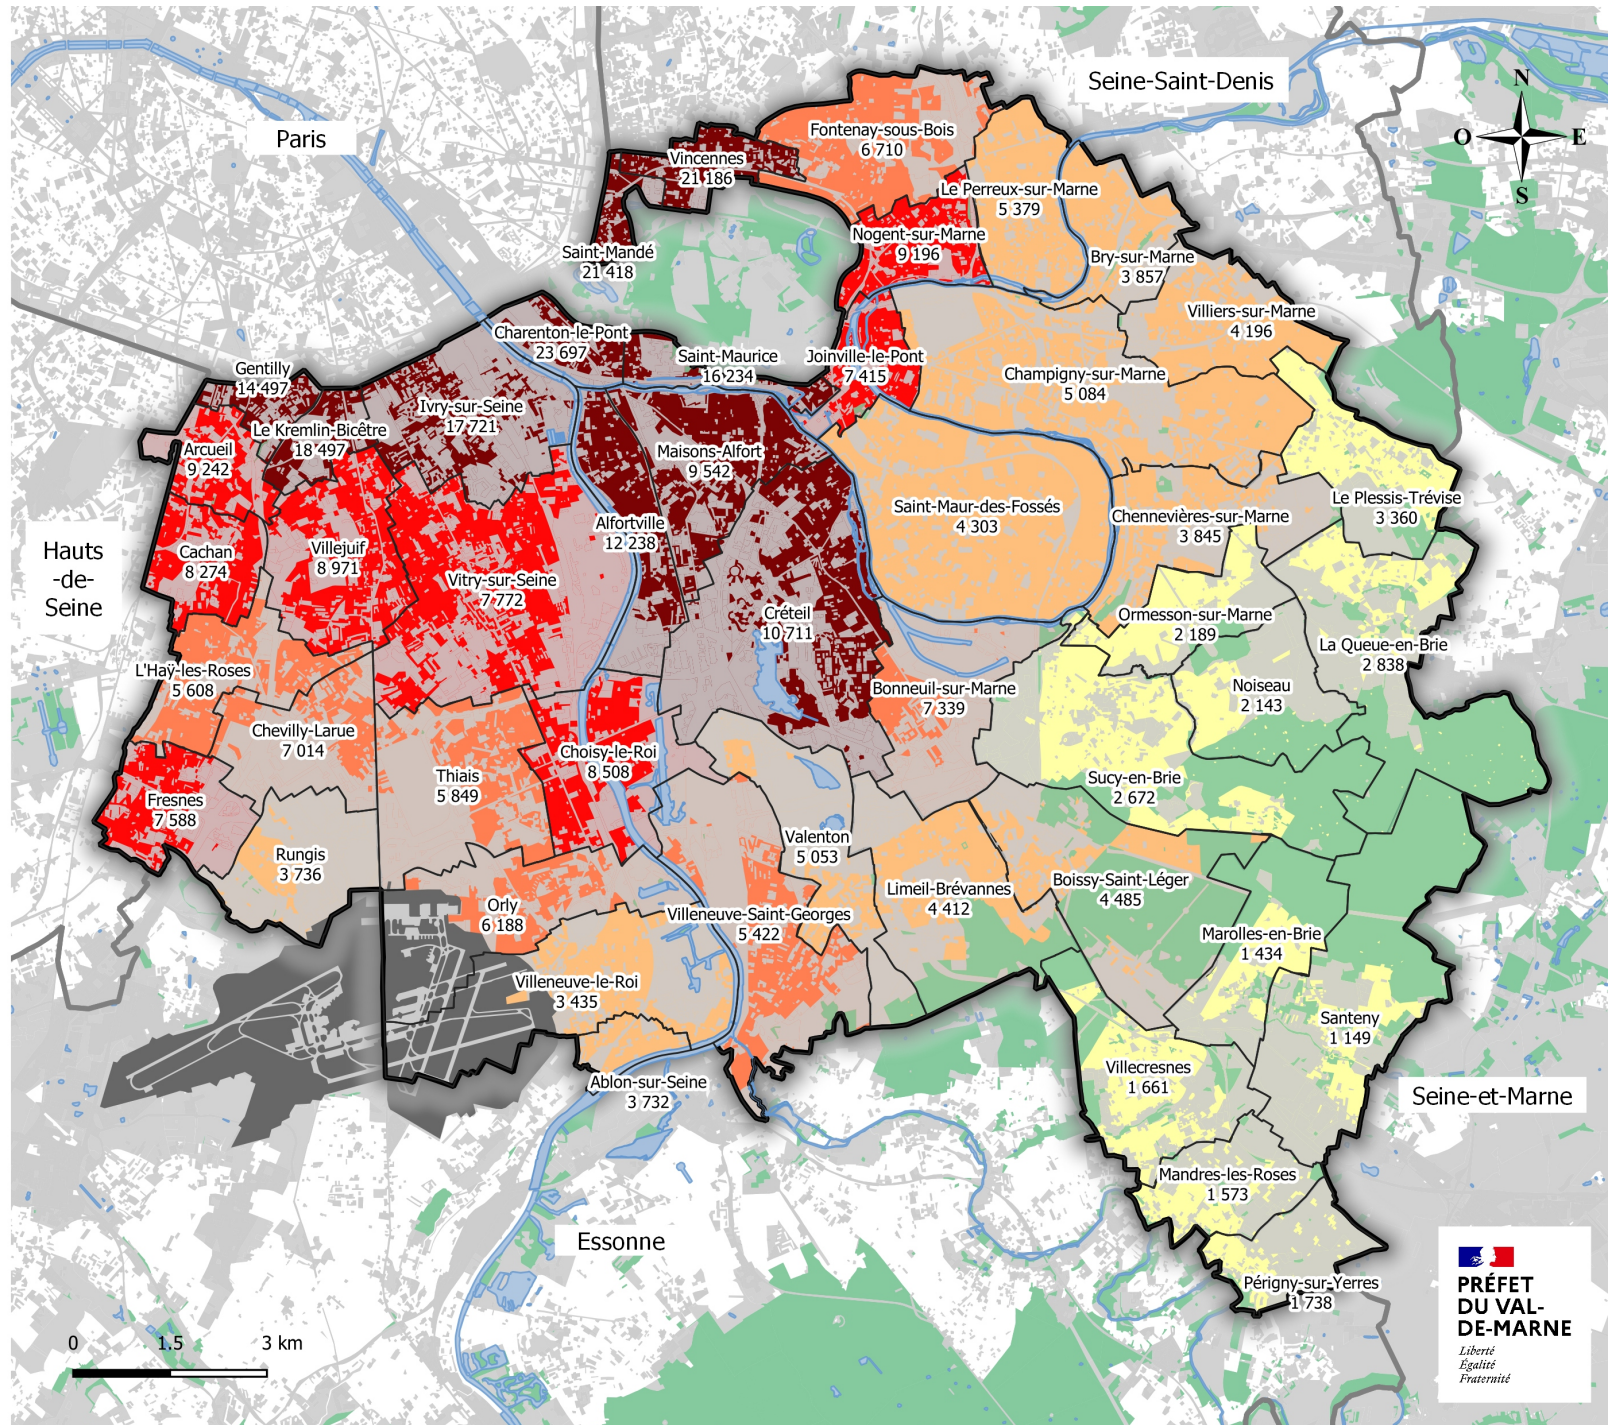 Seine-Saint-Denis
N
O
E
S
Paris
Fontenay-sous-Bois
6 710
Vincennes
21 186
Le Perreux-sur-Marne
5 379
Nogent-sur-Marne
9 196
Saint-Mandé
21 418
Bry-sur-Marne
3 857
Villiers-sur-Marne
4 196
Charenton-le-Pont
23 697
Saint-Maurice
16 234
Joinville-le-Pont
7 415
Gentilly
14 497
Champigny-sur-Marne
5 084
Ivry-sur-Seine
17 721
Le Kremlin-Bicêtre
18 497
Arcueil
9 242
Maisons-Alfort
9 542
Le Plessis-Trévise
3 360
Saint-Maur-des-Fossés
4 303
Chennevières-sur-Marne
3 845
Alfortville
12 238
Hauts
-de-
Seine
Cachan
8 274
Villejuif
8 971
Vitry-sur-Seine
7 772
Créteil
10 711
Ormesson-sur-Marne
2 189
La Queue-en-Brie
2 838
L'Haÿ-les-Roses
5 608
Bonneuil-sur-Marne
7 339
Noiseau
2 143
Chevilly-Larue
7 014
Choisy-le-Roi
8 508
Thiais
5 849
Sucy-en-Brie
2 672
Fresnes
7 588
Valenton
5 053
Rungis
3 736
Boissy-Saint-Léger
4 485
Limeil-Brévannes
4 412
Orly
6 188
Villeneuve-Saint-Georges
5 422
Marolles-en-Brie
1 434
Villeneuve-le-Roi
3 435
Santeny
1 149
Villecresnes
1 661
Ablon-sur-Seine
3 732
Seine-et-Marne
Mandres-les-Roses
1 573
Essonne
Périgny-sur-Yerres
1 738
0 1.5 3 km
PRÉFET
DU VAL-
DE-MARNE
Liberté
Égalité
Fraternité